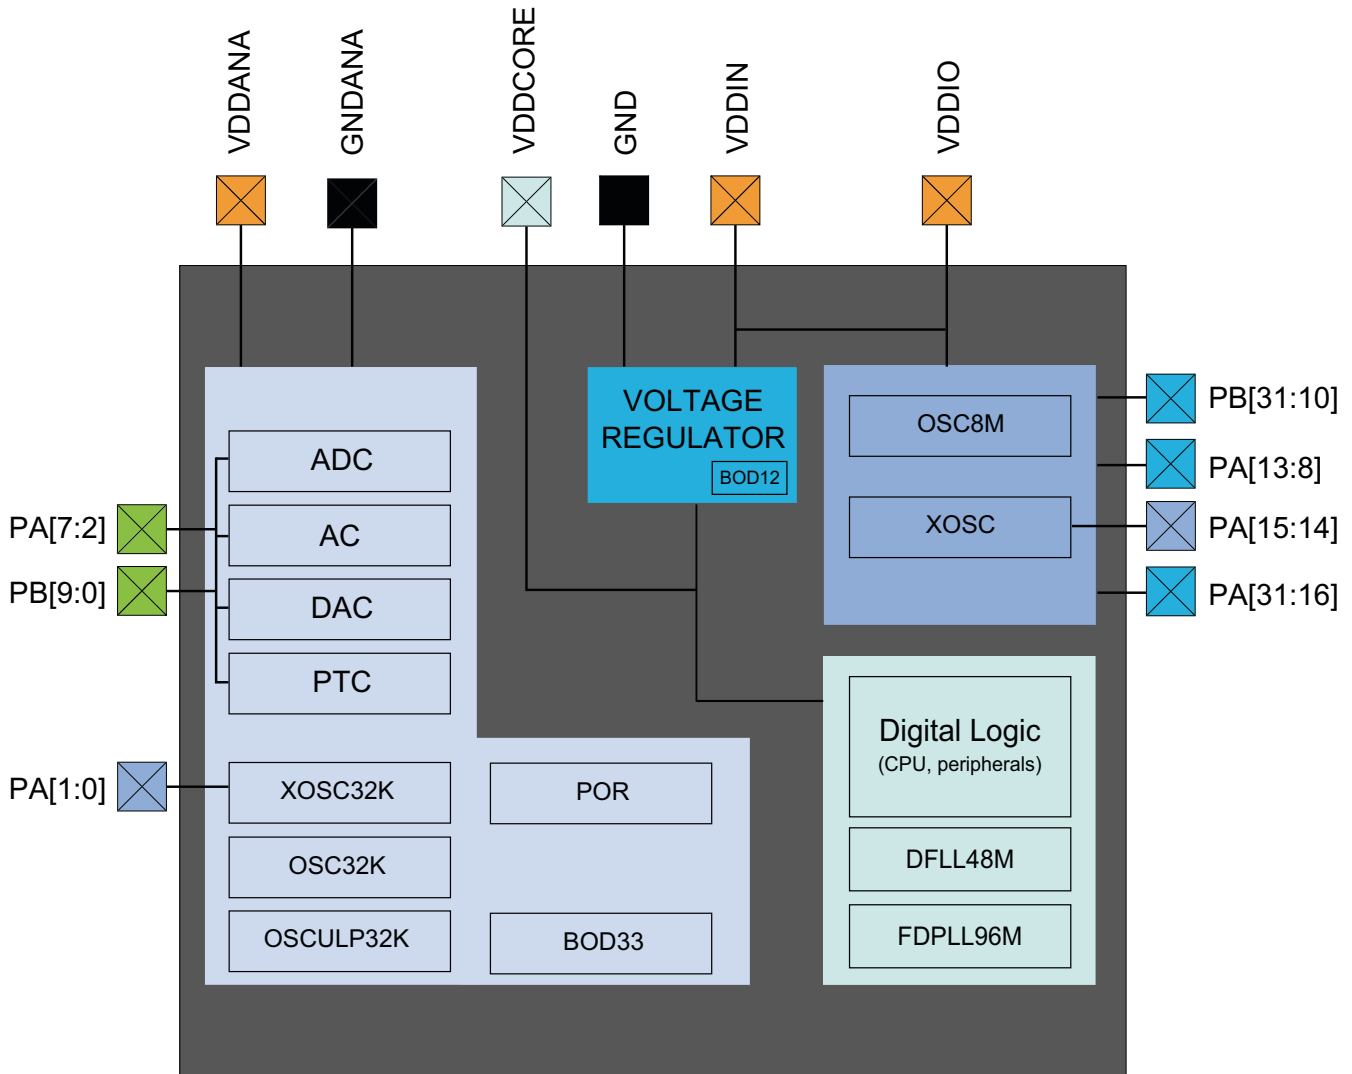 VDDANA
GNDANA
VDDCORE
GND
VDDIN
VDDIO
VOLTAGE
REGULATOR
BOD12
OSC8M
XOSC
PB[31:10]
PA[13:8]
PA[15:14]
PA[31:16]
ADC
AC
DAC
PTC
PA[7:2]
PB[9:0]
PA[1:0]
XOSC32K
OSC32K
OSCULP32K
POR
BOD33
Digital Logic
(CPU, peripherals)
DFLL48M
FDPLL96M